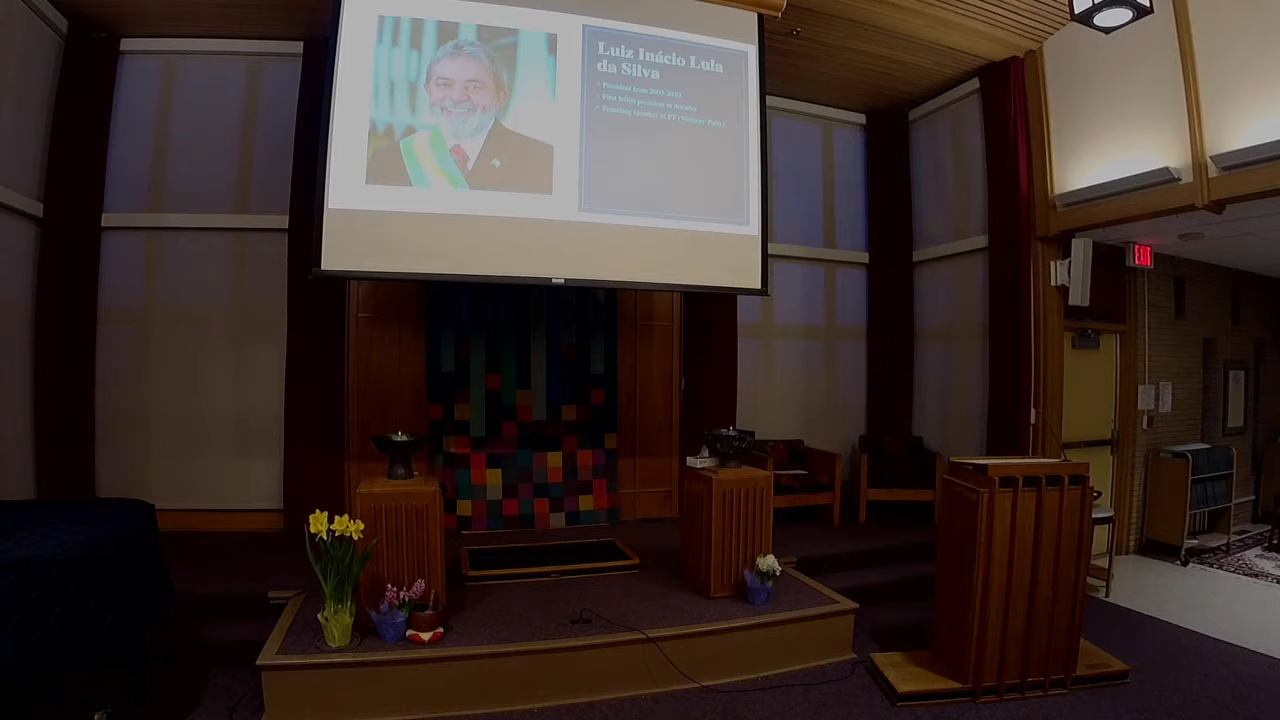 Luiz Inácio Lula
da Silva
President from 2003-2010
First leftist president in decades
Founding member of PT (Workers' Party)
EXIT